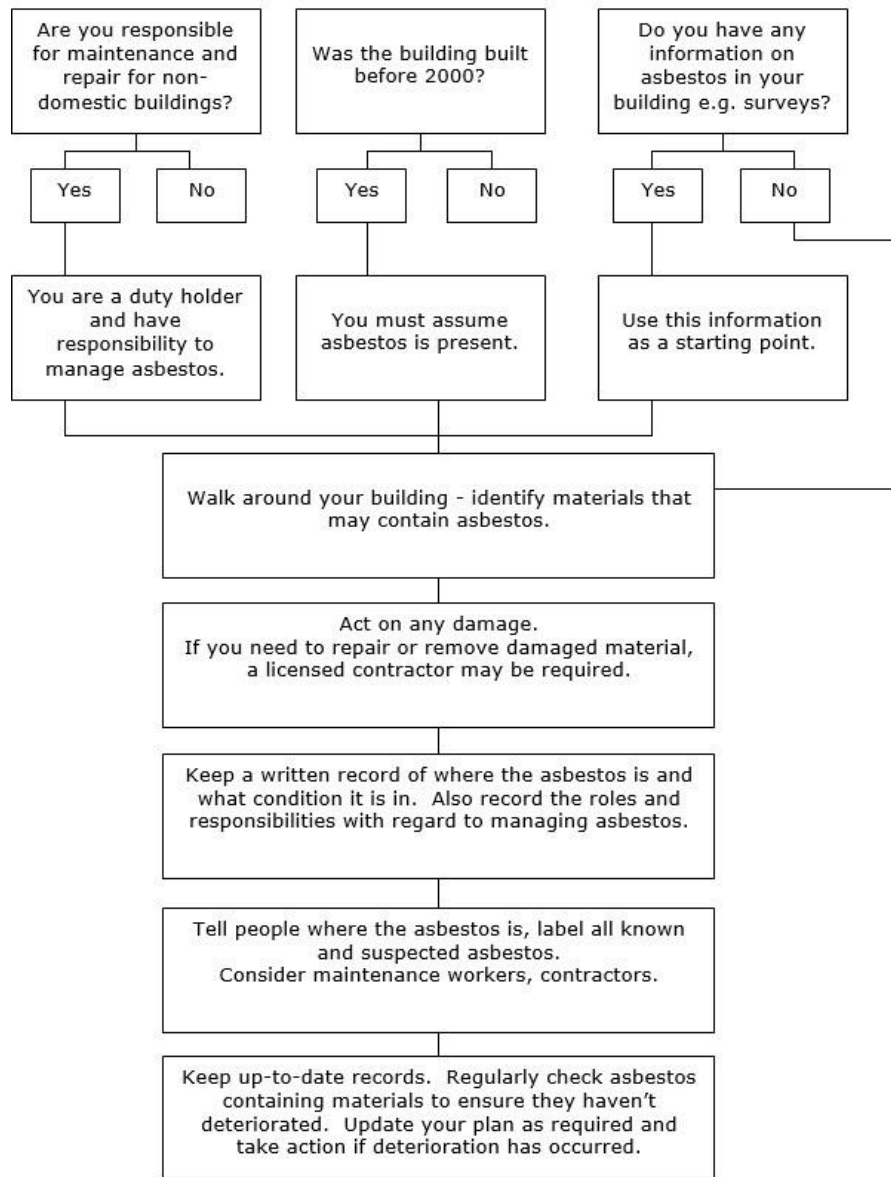 Are you responsible
for maintenance and
repair for non-
domestic buildings?
Was the building built
before 2000?
Do you have any
information on
asbestos in your
building e.g. surveys?
Yes
No
Yes
No
Yes
No
You are a duty holder
and have
responsibility to
manage asbestos.
You must assume
asbestos is present.
Use this information
as a starting point.
Walk around your building - identify materials that
may contain asbestos.
Act on any damage.
If you need to repair or remove damaged material,
a licensed contractor may be required.
Keep a written record of where the asbestos is and
what condition it is in.  Also record the roles and
responsibilities with regard to managing asbestos.
Tell people where the asbestos is, label all known
and suspected asbestos.
Consider maintenance workers, contractors.
Keep up-to-date records.  Regularly check asbestos
containing materials to ensure they haven’t
deteriorated.  Update your plan as required and
take action if deterioration has occurred.